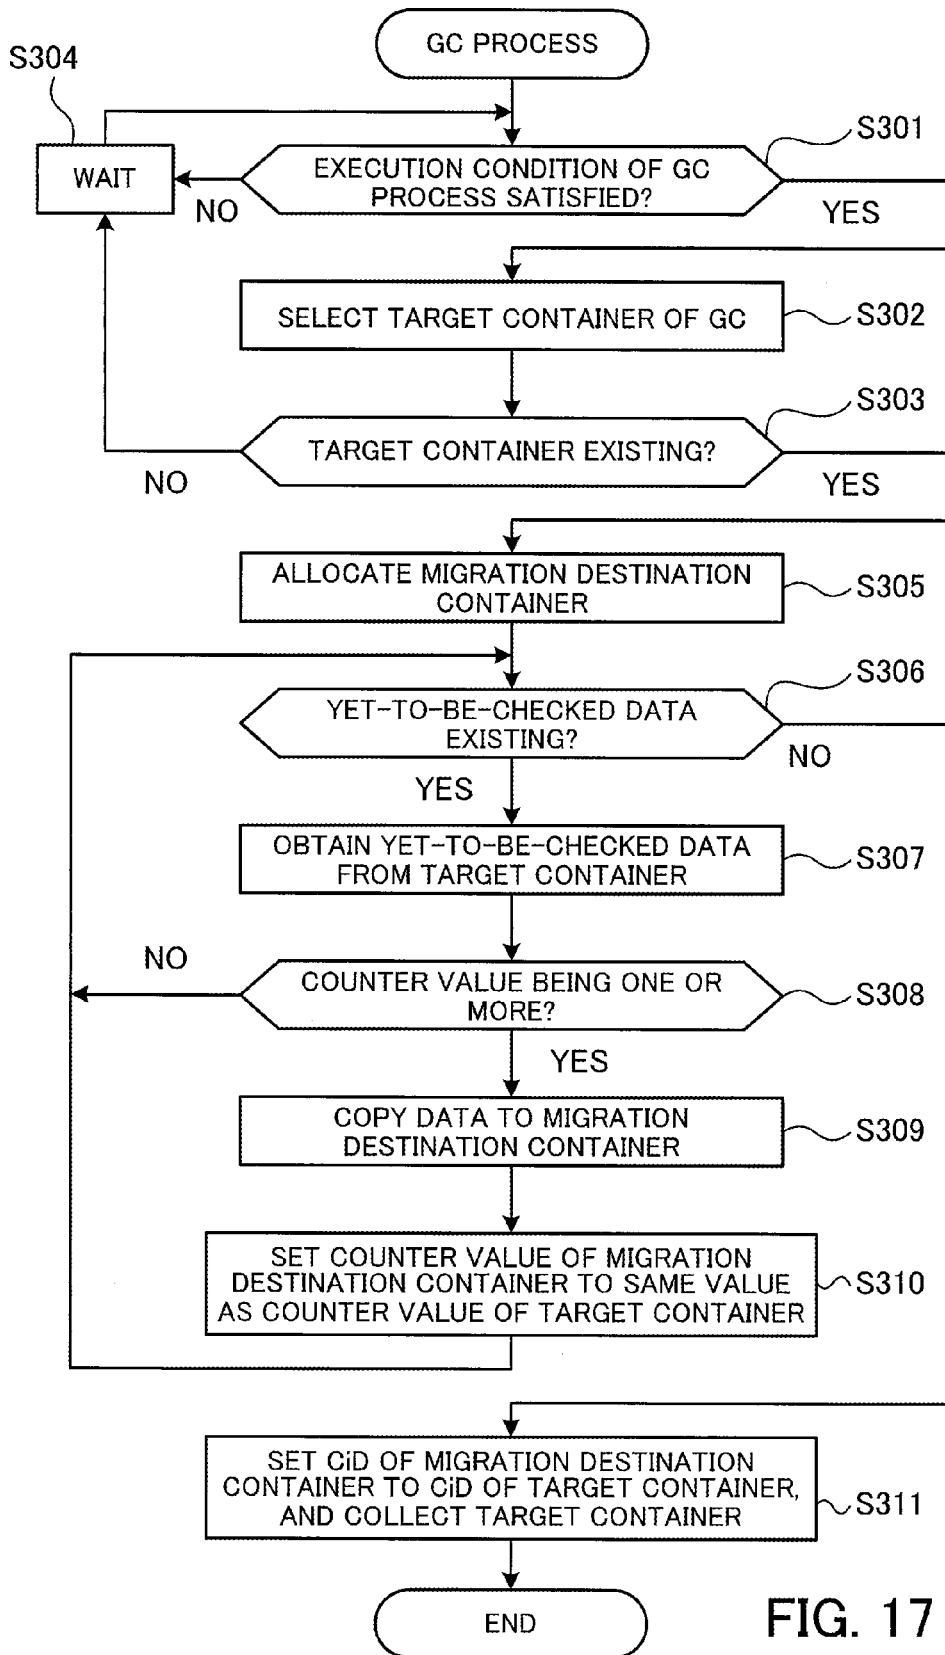 GC PROCESS
S304
S301
WAIT
EXECUTION CONDITION OF GC
PROCESS SATISFIED?
NO
YES
SELECT TARGET CONTAINER OF GC
S302
S303
TARGET CONTAINER EXISTING?
NO
YES
ALLOCATE MIGRATION DESTINATION
CONTAINER
S305
S306
YET-TO-BE-CHECKED DATA
EXISTING?
NO
YES
OBTAIN YET-TO-BE-CHECKED DATA
FROM TARGET CONTAINER
S307
NO
COUNTER VALUE BEING ONE OR
MORE?
S308
YES
COPY DATA TO MIGRATION
DESTINATION CONTAINER
S309
SET COUNTER VALUE OF MIGRATION
DESTINATION CONTAINER TO SAME VALUE
AS COUNTER VALUE OF TARGET CONTAINER
S310
SET CiD OF MIGRATION DESTINATION
CONTAINER TO CiD OF TARGET CONTAINER,
AND COLLECT TARGET CONTAINER
S311
END
FIG. 17